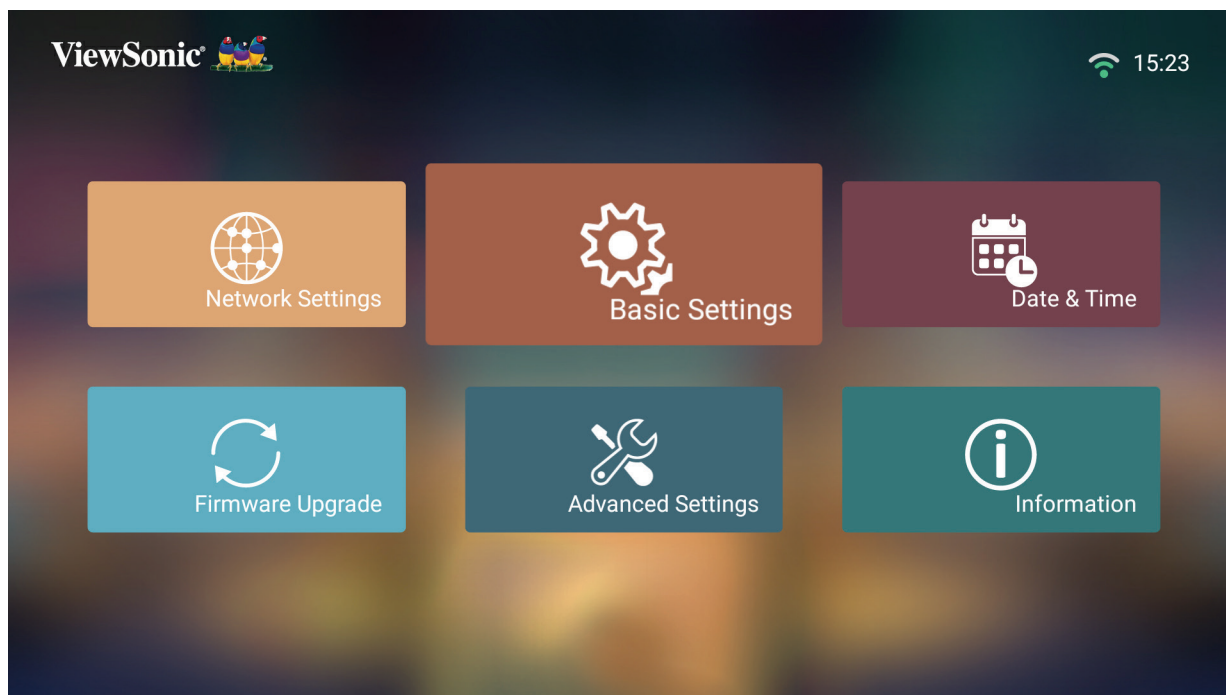 ViewSonic®
15:23
Network Settings
Basic Settings
Date & Time
Firmware Upgrade
Advanced Settings
Information